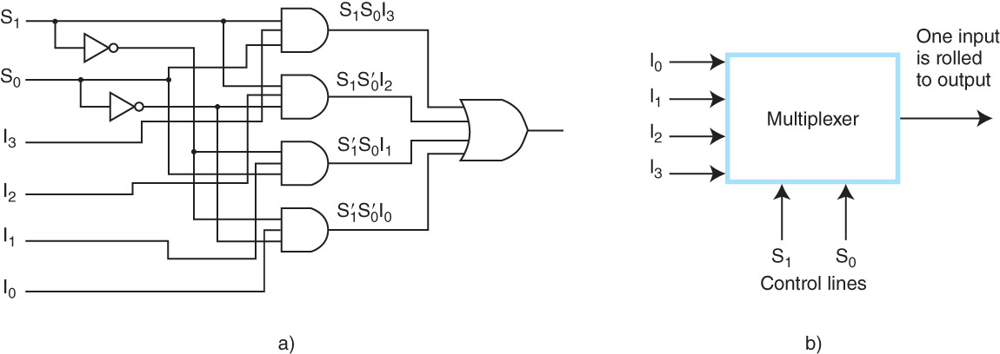 S₁
S₀
I₃
I₂
I₁
I₀
S₁S₀I₃
S₁S₀′I₂
S₁′S₀I₁
S₁′S₀′I₀
a)
I₀
I₁
I₂
I₃
Multiplexer
One input
is rolled
to output
S₁ S₀
Control lines
b)